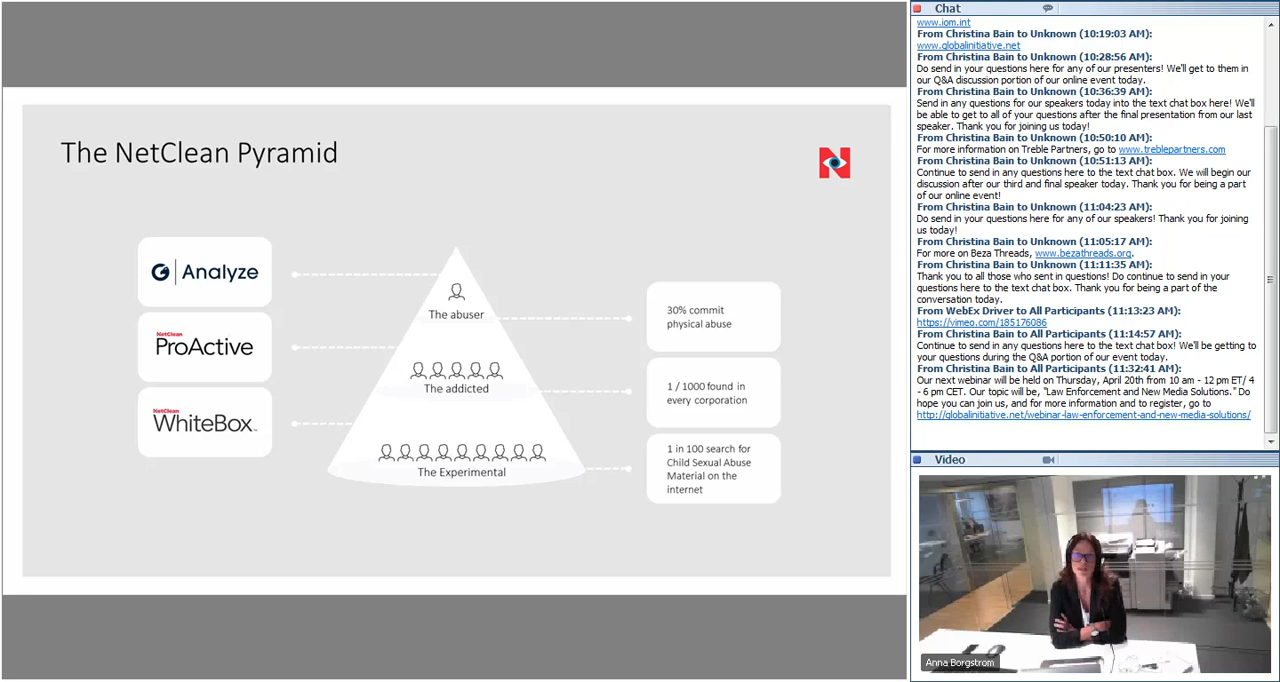 The NetClean Pyramid
Analyze
NetClean
ProActive
NetClean
WhiteBox
The abuser
The addicted
The Experimental
30% commit
physical abuse
1 / 1000 found in
every corporation
1 in 100 search for
Child Sexual Abuse
Material on the
internet
Chat
www.iom.int
From Christina Bain to Unknown (10:19:03 AM):
www.globalinitiative.net
From Christina Bain to Unknown (10:28:56 AM):
Do send in your questions here for any of our presenters! We'll get to them in
our Q&A discussion portion of our online event today.
From Christina Bain to Unknown (10:36:39 AM):
Send in any questions for our speakers today into the text chat box here! We'll
be able to get to all of your questions after the final presentation from our last
speaker. Thank you for joining us today!
From Christina Bain to Unknown (10:50:10 AM):
For more information on Treble Partners, go to www.treblepartners.com
From Christina Bain to Unknown (10:51:13 AM):
Continue to send in any questions here to the text chat box. We will begin our
discussion after our third and final speaker today. Thank you for being a part
of our online event!
From Christina Bain to Unknown (11:04:23 AM):
Do send in your questions here for any of our speakers! Thank you for joining
us today!
From Christina Bain to Unknown (11:05:17 AM):
For more on Beza Threads, www.bezathreads.org.
From Christina Bain to Unknown (11:11:35 AM):
Thank you to all those who sent in questions! Do continue to send in your
questions here to the text chat box. Thank you for being a part of the
conversation today.
From WebEx Driver to All Participants (11:13:23 AM):
https://vimeo.com/185176086
From Christina Bain to All Participants (11:14:57 AM):
Continue to send in questions here to the text chat box! We'll be getting to
your questions during the Q&A portion of our event today.
From Christina Bain to All Participants (11:32:41 AM):
Our next webinar will be held on Thursday, April 20th from 10 am - 12 pm ET/ 4
- 6 pm CET. Our topic will be, "Law Enforcement and New Media Solutions." Do
hope you can join us, and for more information and to register, go to
http://globalinitiative.net/webinar-law-enforcement-and-new-media-solutions/
Video
Anna Borgstrom